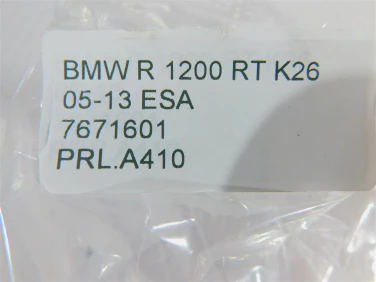 BMW R 1200 RT K26
05-13 ESA
7671601
PRL.A410